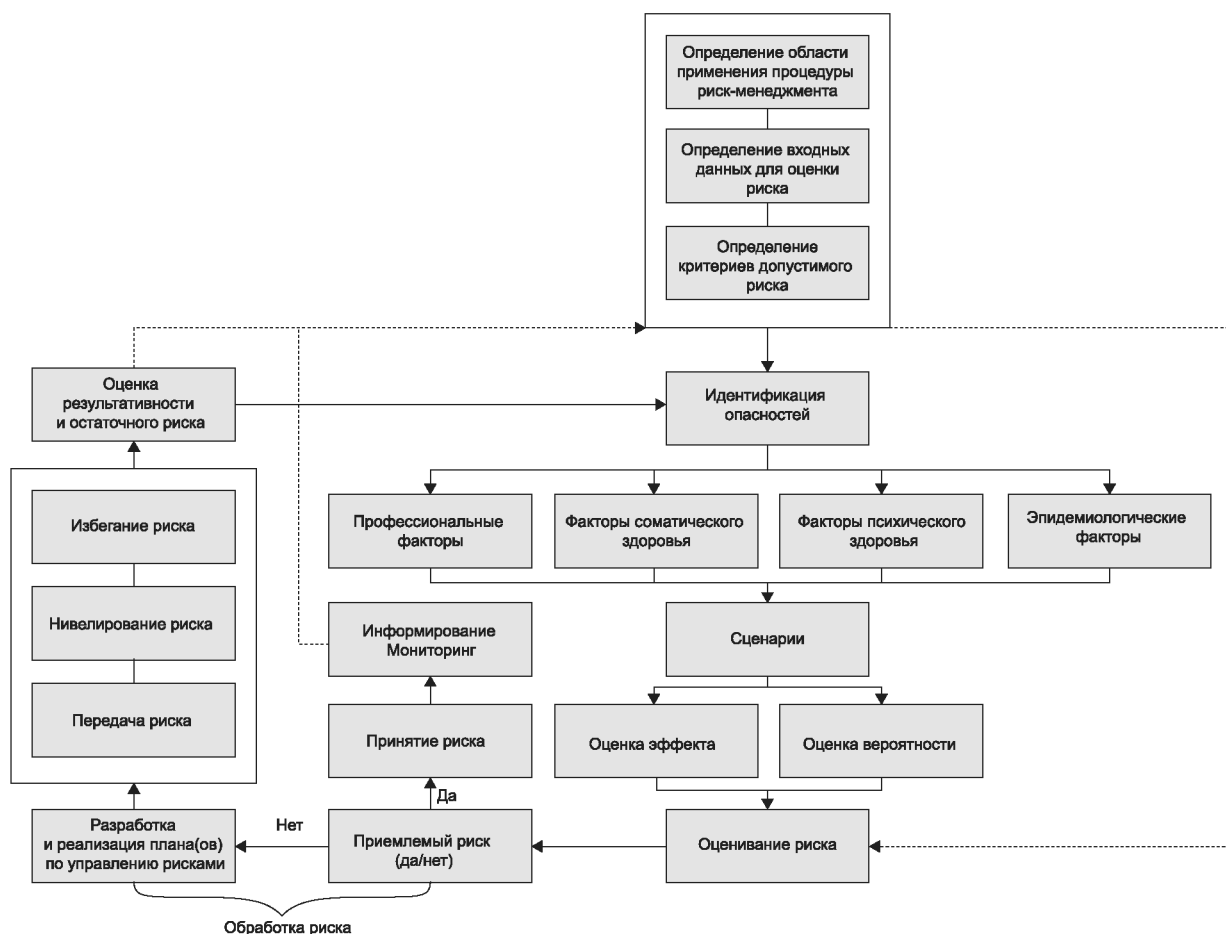 Определение области
применения процедуры
риск-менеджмента
Определение входных
данных для оценки
риска
Определение
критериев допустимого
риска
Оценка
результативности
и остаточного риска
Идентификация
опасностей
Избегание риска
Нивелирование риска
Передача риска
Профессиональные
факторы
Факторы соматического
здоровья
Факторы психического
здоровья
Эпидемиологические
факторы
Информирование
Мониторинг
Сценарии
Принятие риска
Оценка эффекта
Оценка вероятности
Да
Разработка
и реализация плана(ов)
по управлению рисками
Нет
Приемлемый риск
(да/нет)
Оценивание риска
Обработка риска